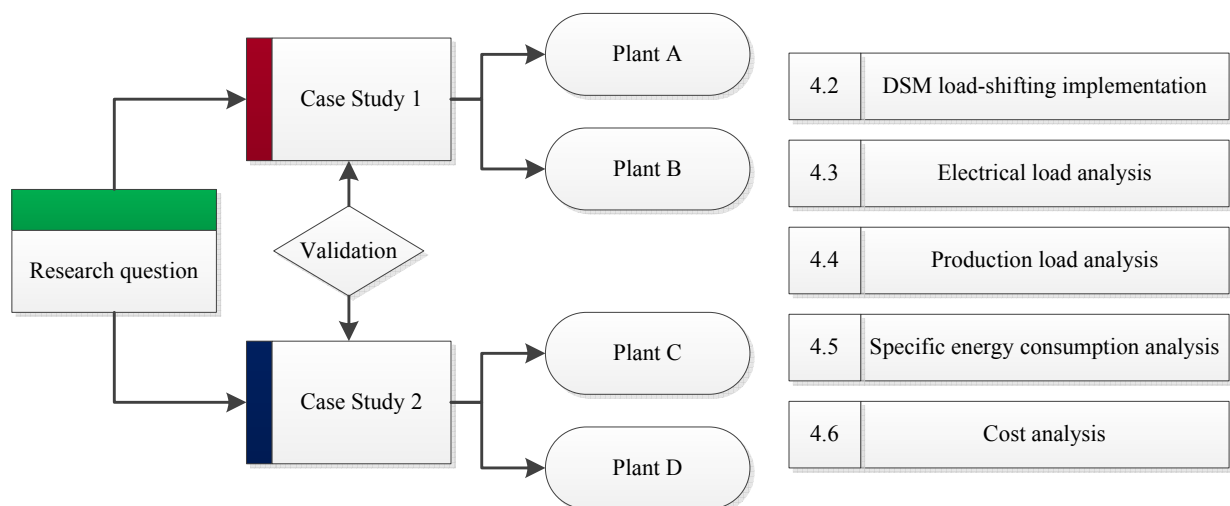 Research question
Case Study 1
Validation
Case Study 2
Plant A
Plant B
Plant C
Plant D
4.2 DSM load-shifting implementation
4.3 Electrical load analysis
4.4 Production load analysis
4.5 Specific energy consumption analysis
4.6 Cost analysis